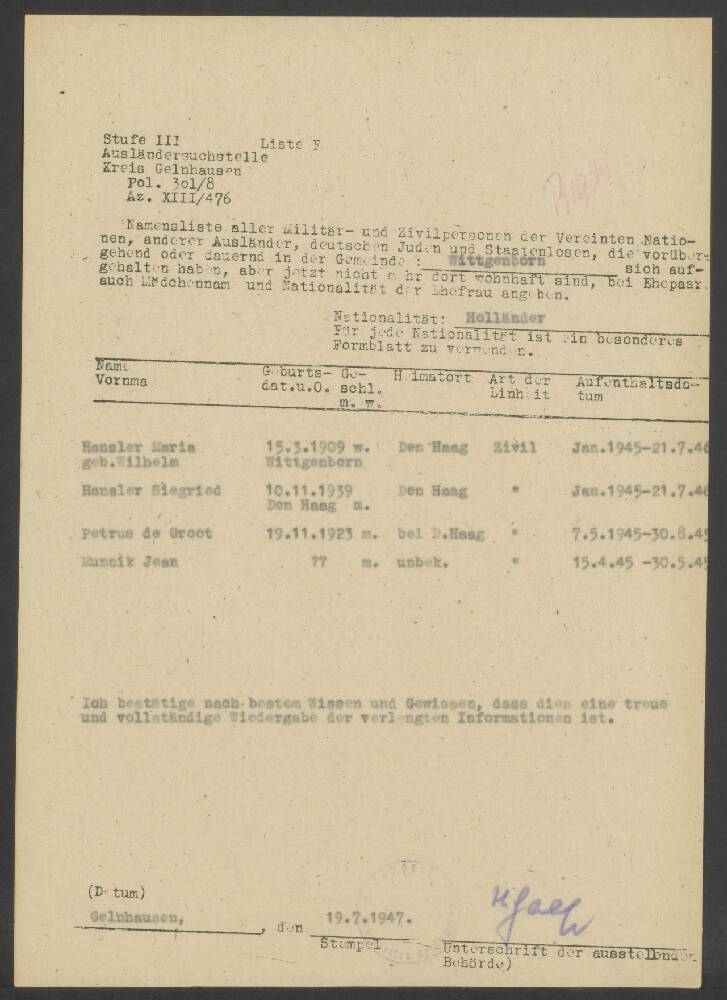 Stufe III Liste F
Ausländersuchstelle
Kreis Gelnhausen
Pol. 3o1/8
Az. XIII/476
Namensliste aller Militär- und Zivilpersonen der Vereinten Natio-
nen, anderer Ausländer, deutschen Juden und Staatenlosen, die vorüber-
gehend oder dauernd in der Gemeinde : Wittgenborn sich auf-
gehalten haben, aber jetzt nicht m hr dort wohnhaft sind, bei Ehepaar.
auch Mädchennam und Nationalität der Ehefrau angeben.
Nationalität: Holländer
Für jede Nationalität ist ein besonderes
Formblatt zu verwenden.
Name Geburts- Ge- Heimatort Art der Aufenthaltsda-
Vornma dat.u.O. schl. Einheit tum
m. w.
Hansler Maria 15.3.1909 w. Den Haag Zivil Jan.1945-21.7.46
geb.Wilhelm Wittgenborn
Hansler Siegried 10.11.1939 Den Haag " Jan.1945-21.7.46
Den Haag m.
Petrus de Groot 19.11.1923 m. bei D.Haag " 7.5.1945-30.8.45
Munnik Jean ?? m. unbek. " 15.4.45 -30.5.45
Ich bestätige nach bestem Wissen und Gewissen, dass dies eine treue
und vollständige Wiedergabe der verlangten Informationen ist.
(Datum)
Gelnhausen, den 19.7.1947.
Stempel Unterschrift der ausstellenden
Behörde)